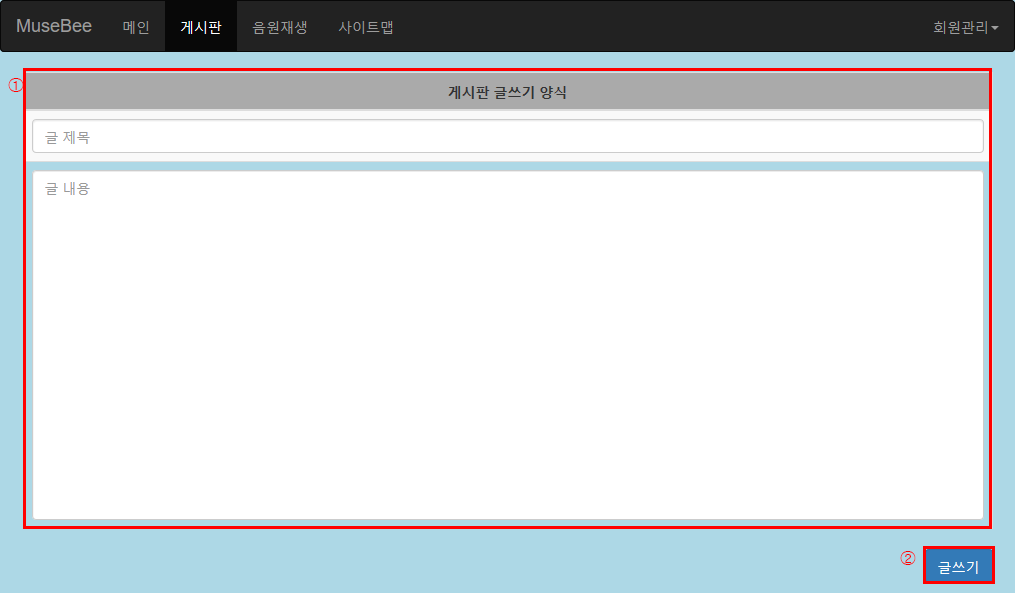 MuseBee 메인 게시판 음원재생 사이트맵 회원관리
①
게시판 글쓰기 양식
글 제목
글 내용
② 글쓰기